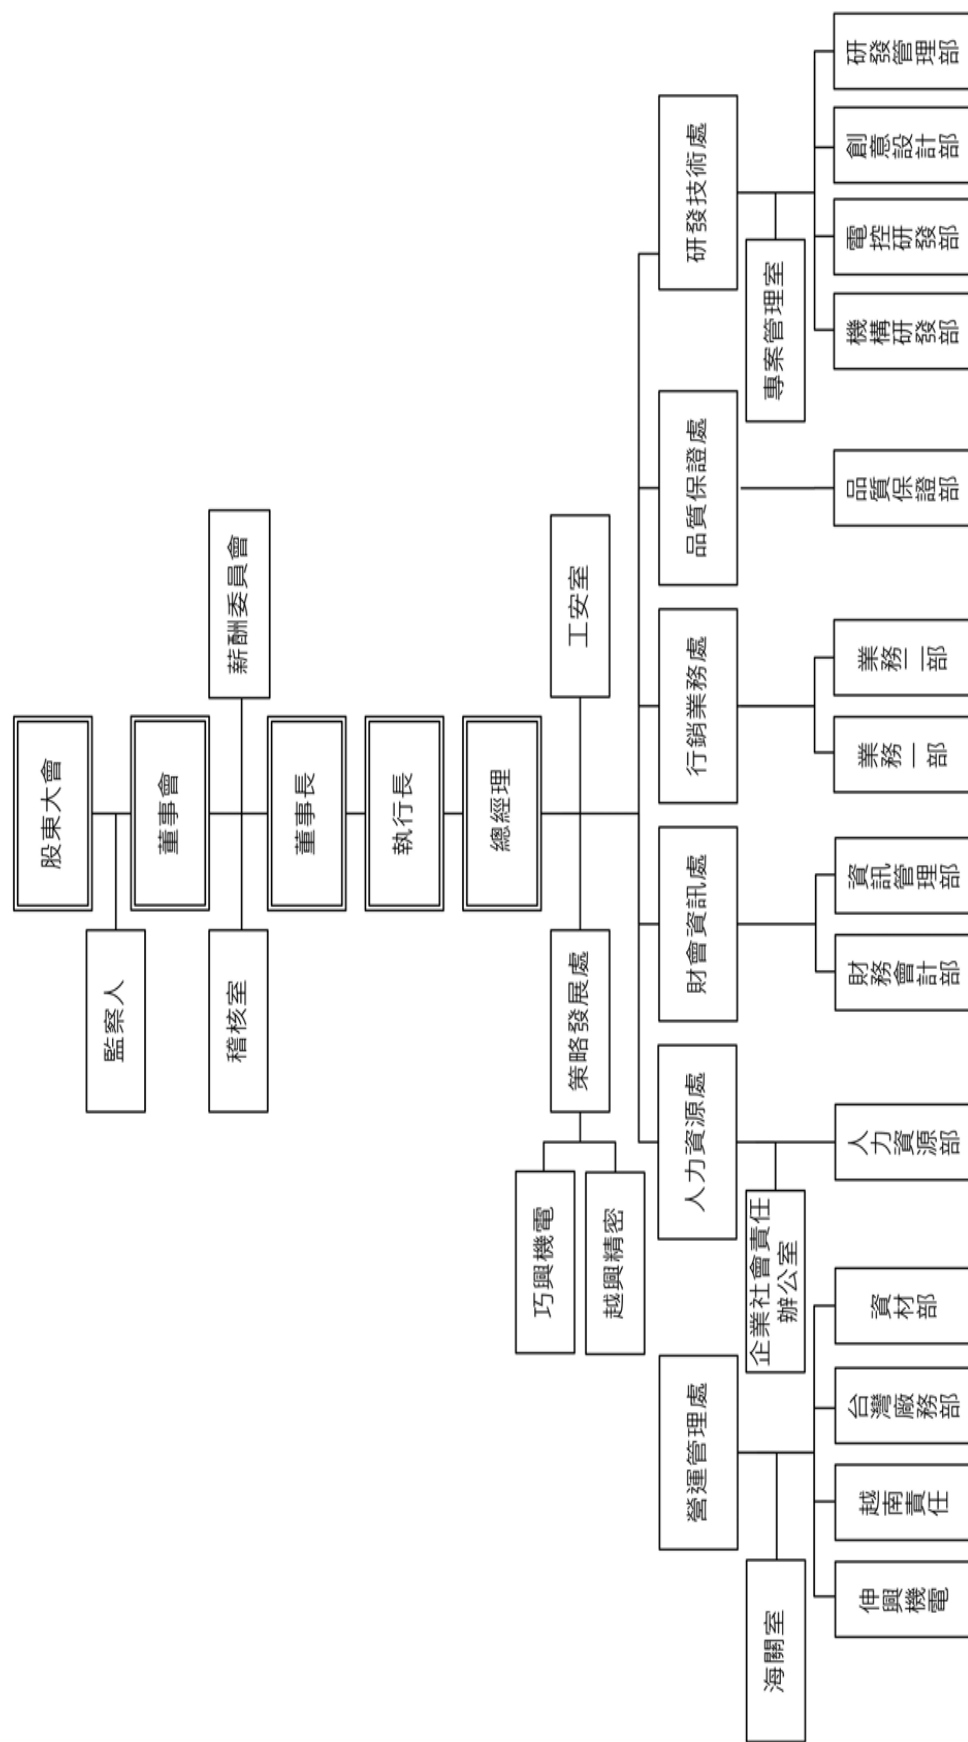 股東大會
監察人
董事會
稽核室
薪酬委員會
董事長
執行長
總經理
策略發展處
工安室
巧興機電
越興精密
營運管理處
人力資源處
財會資訊處
行銷業務處
品質保證處
研發技術處
海關室
企業社會責任
辦公室
專案管理室
伸興機電
越南責任
台灣廠務部
資材部
人力資源部
財務會計部
資訊管理部
業務一部
業務二部
品質保證部
機構研發部
電控研發部
創意設計部
研發管理部